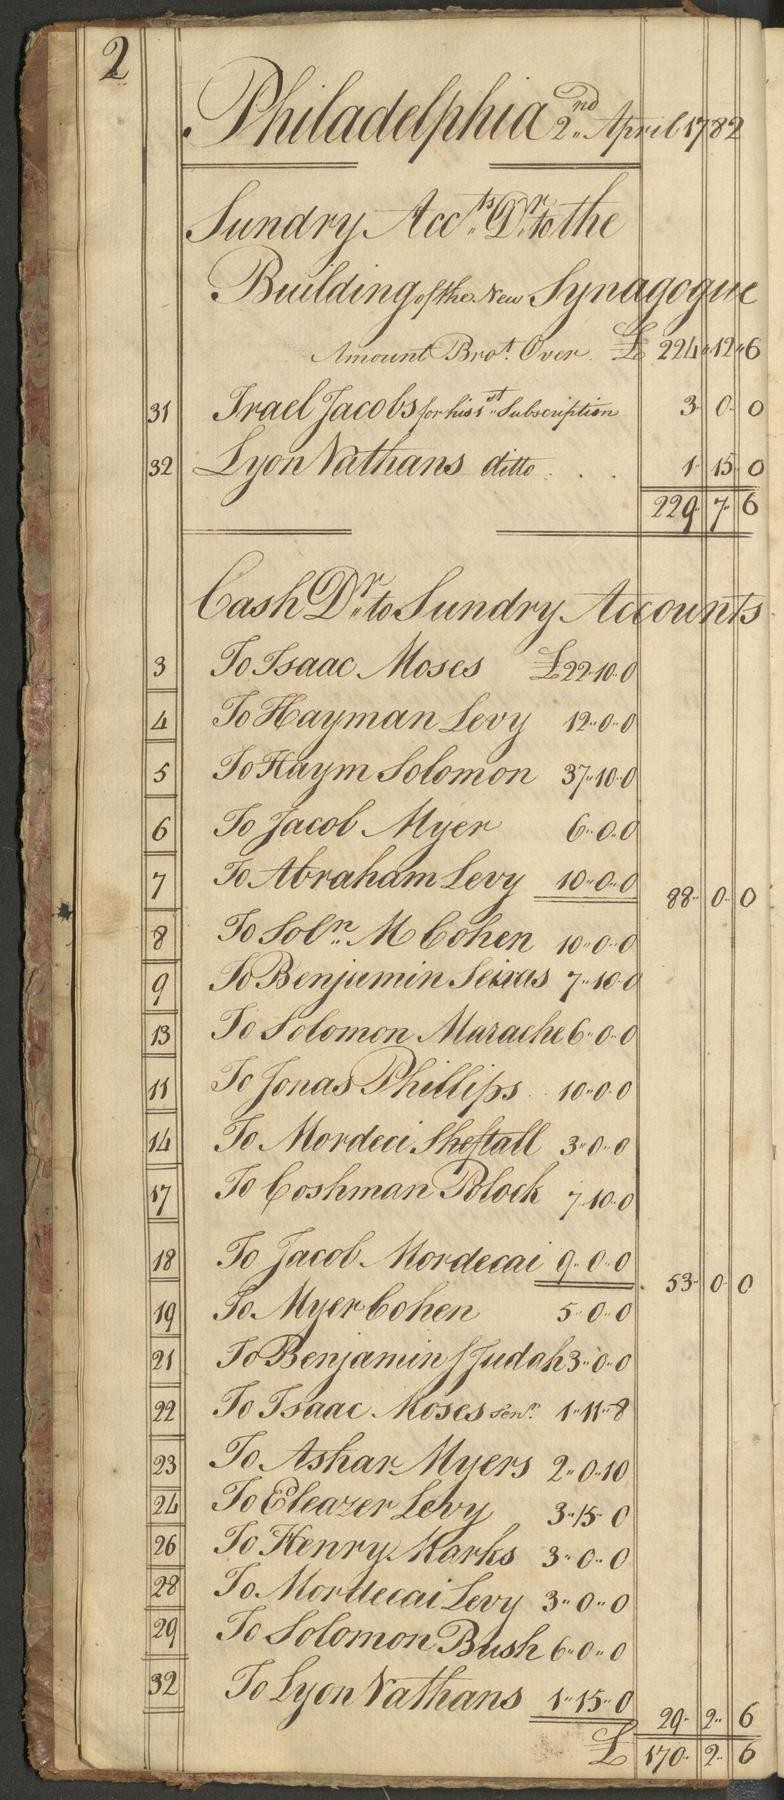 2
Philadelphia 2nd April 1782
Sundry Accts Dr to the
Building of the New Synagogue
Amount Brot. Over. £ 224 " 12 " 6
31 Israel Jacobs for his 1st Subscription 3 " 0 " 0
32 Lyon Nathans ditto . . . 1 " 15 " 0
229 " 7 " 6
Cash Dr to Sundry Accounts
3 To Isaac Moses £22 " 10 " 0
4 To Hayman Levy 12 " 0 " 0
5 To Haym Solomon 37 " 10 " 0
6 To Jacob Myer 6 " 0 " 0
7 To Abraham Levy 10 " 0 " 0 88 " 0 " 0
8 To Soln. M Cohen 10 " 0 " 0
9 To Benjamin Seixas 7 " 10 " 0
13 To Solomon Marache 6 " 0 " 0
11 To Jonas Phillips 10 " 0 " 0
14 To Mordeci Sheftall 3 " 0 " 0
17 To Coshman Polock 7 " 10 " 0
18 To Jacob Mordecai 9 " 0 " 0 53 " 0 " 0
19 To Myer Cohen 5 " 0 " 0
21 To Benjamin J Judah 3 " 0 " 0
22 To Isaac Moses Senr. 1 " 11 " 8
23 To Ashar Myers 2 " 0 " 10
24 To Eleazer Levy 3 " 15 " 0
26 To Henry Marks 3 " 0 " 0
28 To Mordecai Levy 3 " 0 " 0
29 To Solomon Bush 6 " 0 " 0
32 To Lyon Nathans 1 " 15 " 0 29 " 2 " 6
£ 170 " 2 " 6